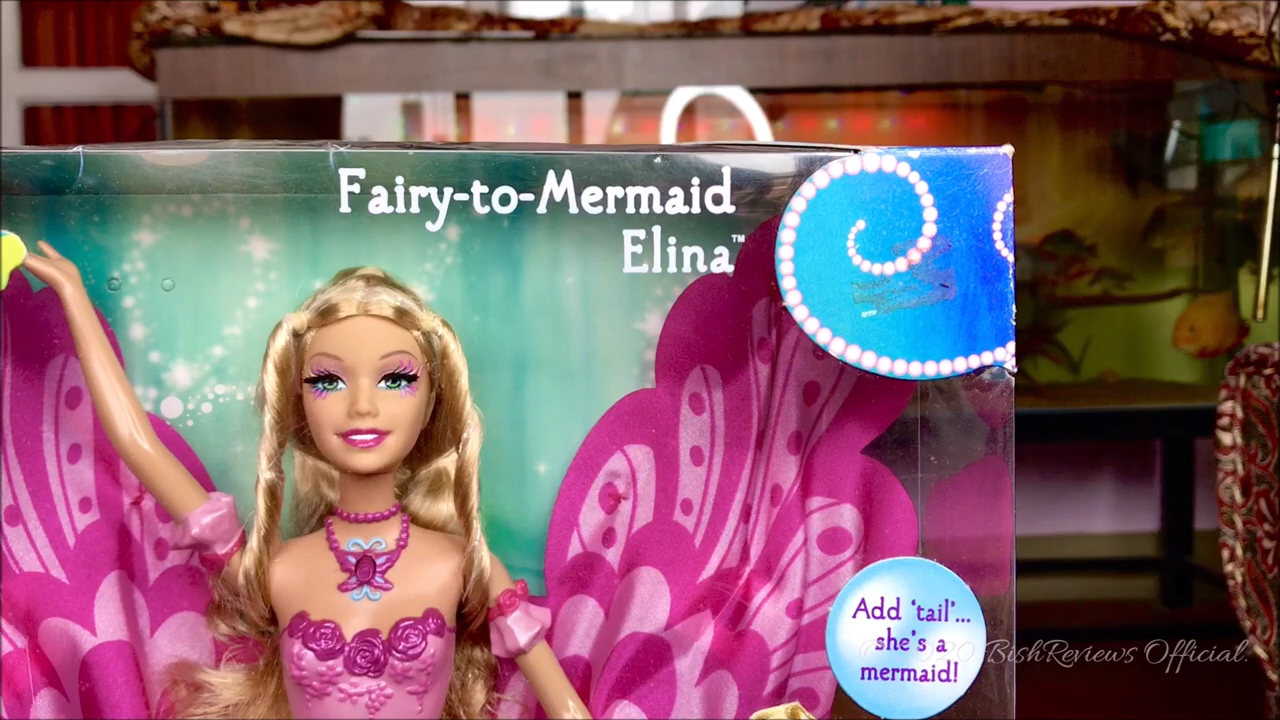 Fairy-to-Mermaid
Elina™
Add 'tail'...
she's a
mermaid!
BishReviews Official.